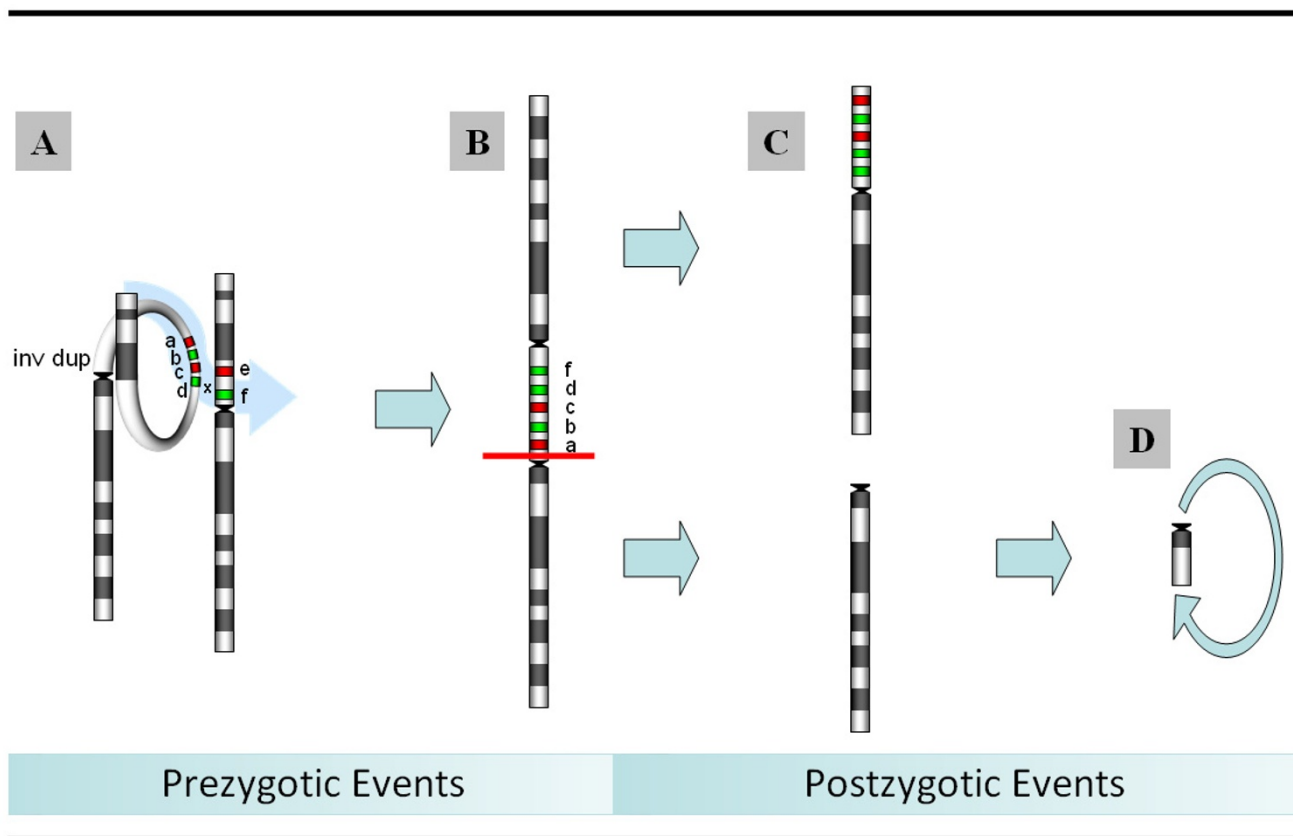 A
B
C
inv dup
a
b
c
d
x
e
f
f
d
c
b
a
D
Prezygotic Events
Postzygotic Events